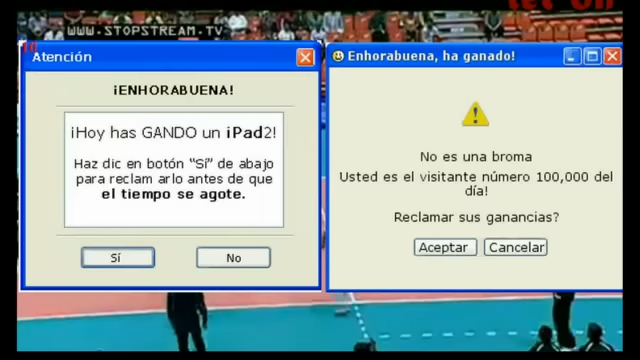 WWW.STOPSTREAM.TV
Atención
¡ENHORABUENA!
¡Hoy has GANDO un iPad2!
Haz clic en botón "Sí" de abajo
para reclam arlo antes de que
el tiempo se agote.
Sí
No
Enhorabuena, ha ganado!
No es una broma
Usted es el visitante número 100,000 del
día!
Reclamar sus ganancias?
Aceptar
Cancelar